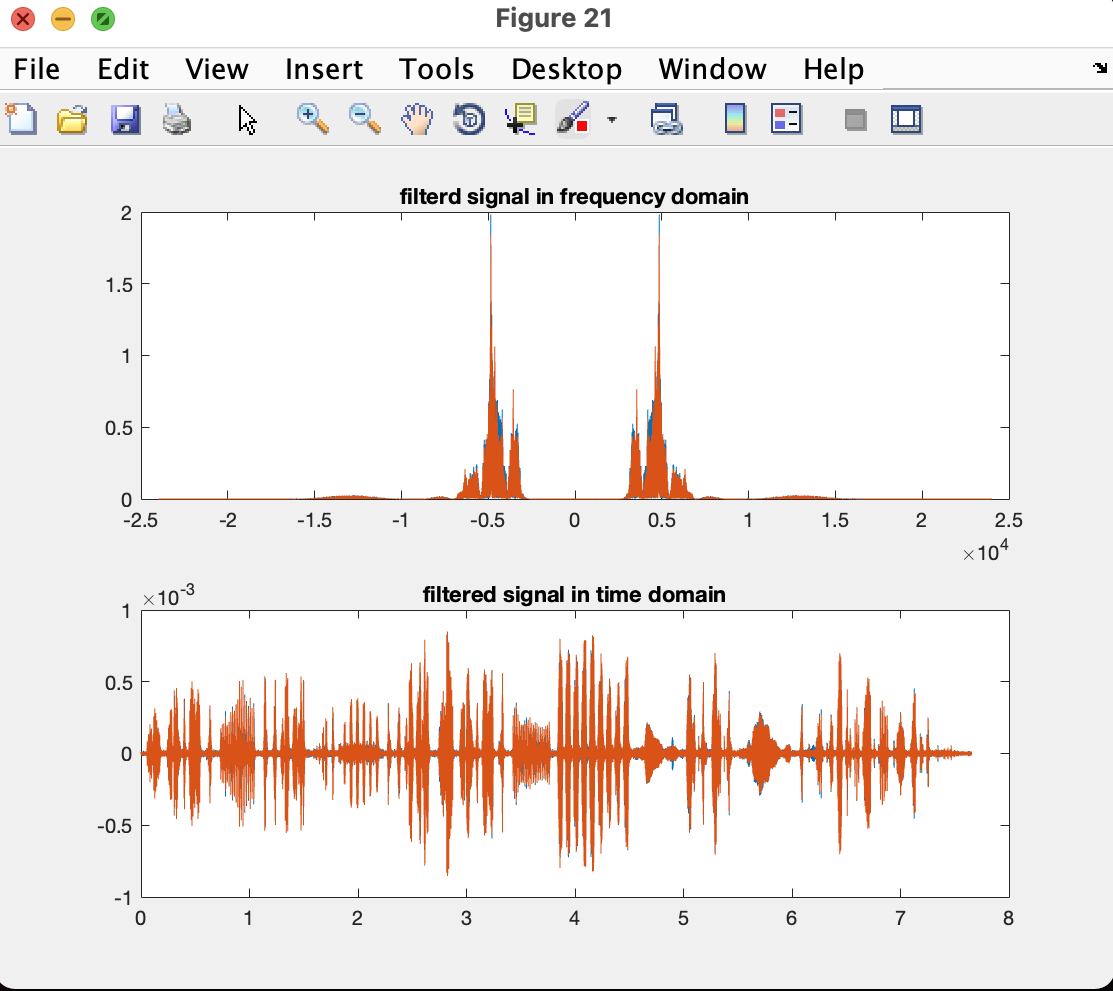 Figure 21
File Edit View Insert Tools Desktop Window Help
filterd signal in frequency domain
2
1.5
1
0.5
0
-2.5 -2 -1.5 -1 -0.5 0 0.5 1 1.5 2 2.5
×10^4
filtered signal in time domain
×10^-3
1
0.5
0
-0.5
-1
0 1 2 3 4 5 6 7 8